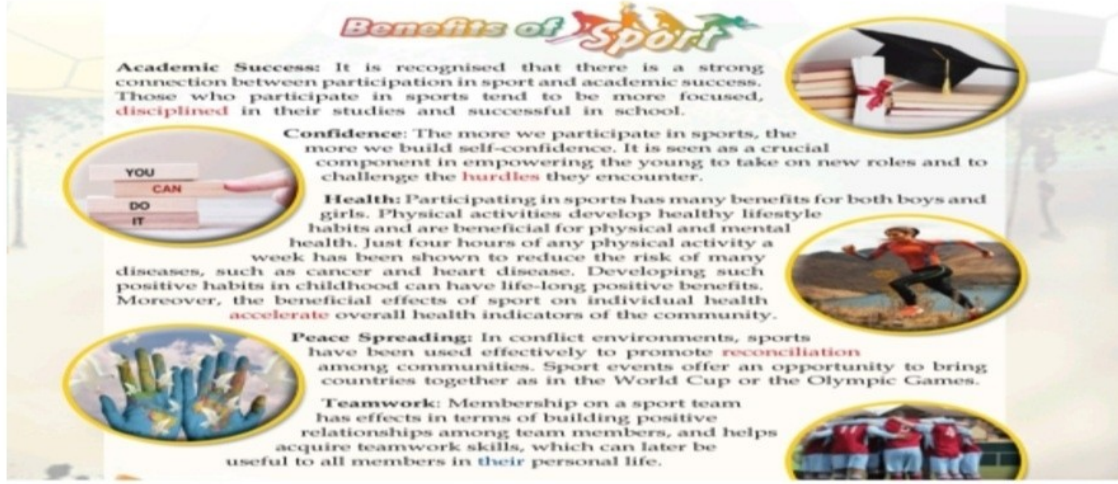 Benefits of Sport
Academic Success: It is recognised that there is a strong
connection between participation in sport and academic success.
Those who participate in sports tend to be more focused,
disciplined in their studies and successful in school.
Confidence: The more we participate in sports, the
more we build self-confidence. It is seen as a crucial
component in empowering the young to take on new roles and to
challenge the hurdles they encounter.
YOU
CAN
DO
IT
Health: Participating in sports has many benefits for both boys and
girls. Physical activities develop healthy lifestyle
habits and are beneficial for physical and mental
health. Just four hours of any physical activity a
week has been shown to reduce the risk of many
diseases, such as cancer and heart disease. Developing such
positive habits in childhood can have life-long positive benefits.
Moreover, the beneficial effects of sport on individual health
accelerate overall health indicators of the community.
Peace Spreading: In conflict environments, sports
have been used effectively to promote reconciliation
among communities. Sport events offer an opportunity to bring
countries together as in the World Cup or the Olympic Games.
Teamwork: Membership on a sport team
has effects in terms of building positive
relationships among team members, and helps
acquire teamwork skills, which can later be
useful to all members in their personal life.